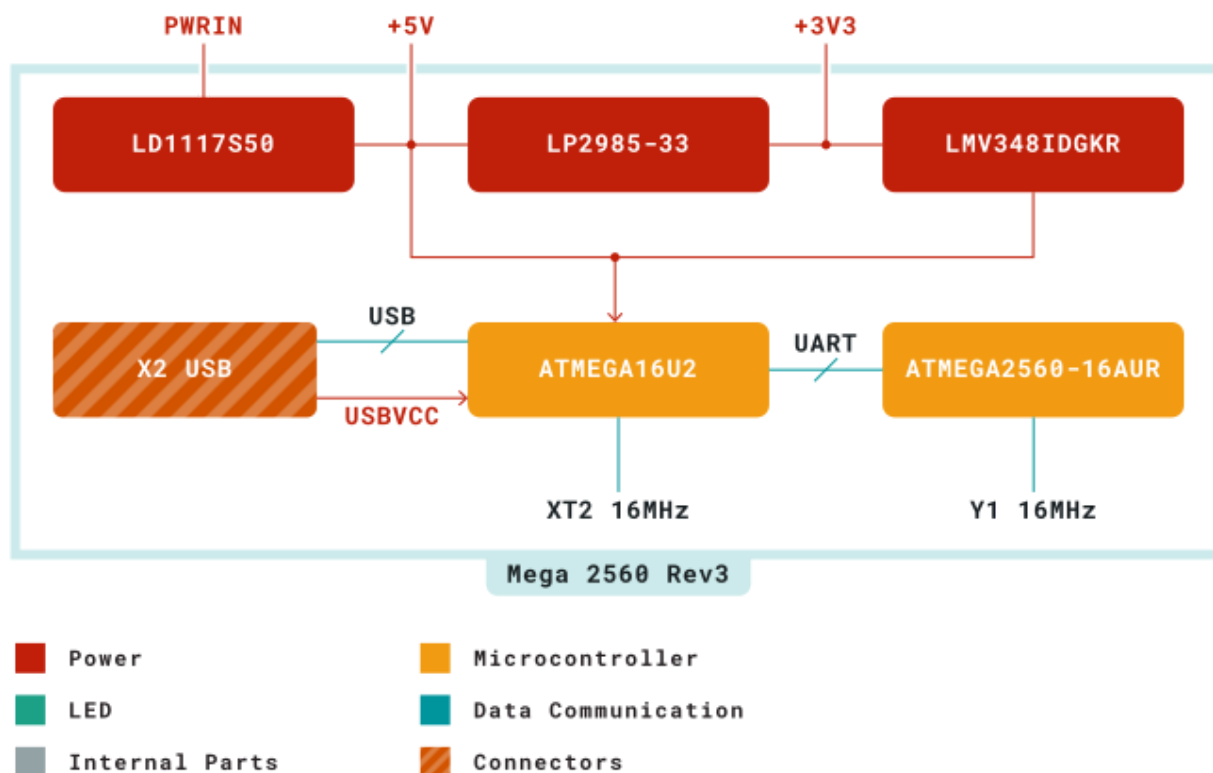 PWRIN
+5V
+3V3
LD1117S50
LP2985-33
LMV348IDGKR
USB
X2 USB
USBVCC
ATMEGA16U2
UART
ATMEGA2560-16AUR
XT2 16MHz
Y1 16MHz
Mega 2560 Rev3
Power
Microcontroller
LED
Data Communication
Internal Parts
Connectors